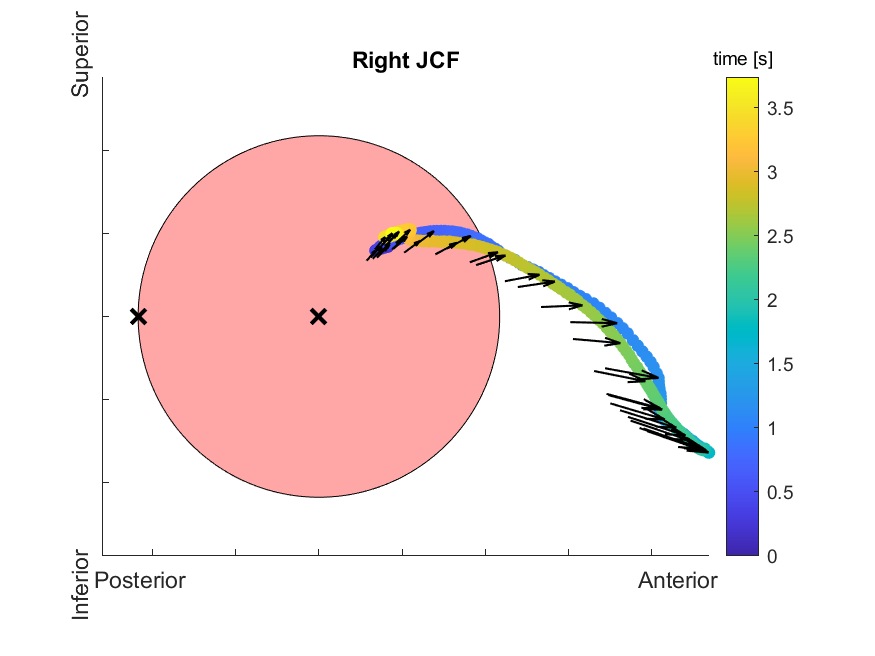 Right JCF
time [s]
Superior
Inferior
Posterior
Anterior
3.5
3
2.5
2
1.5
1
0.5
0